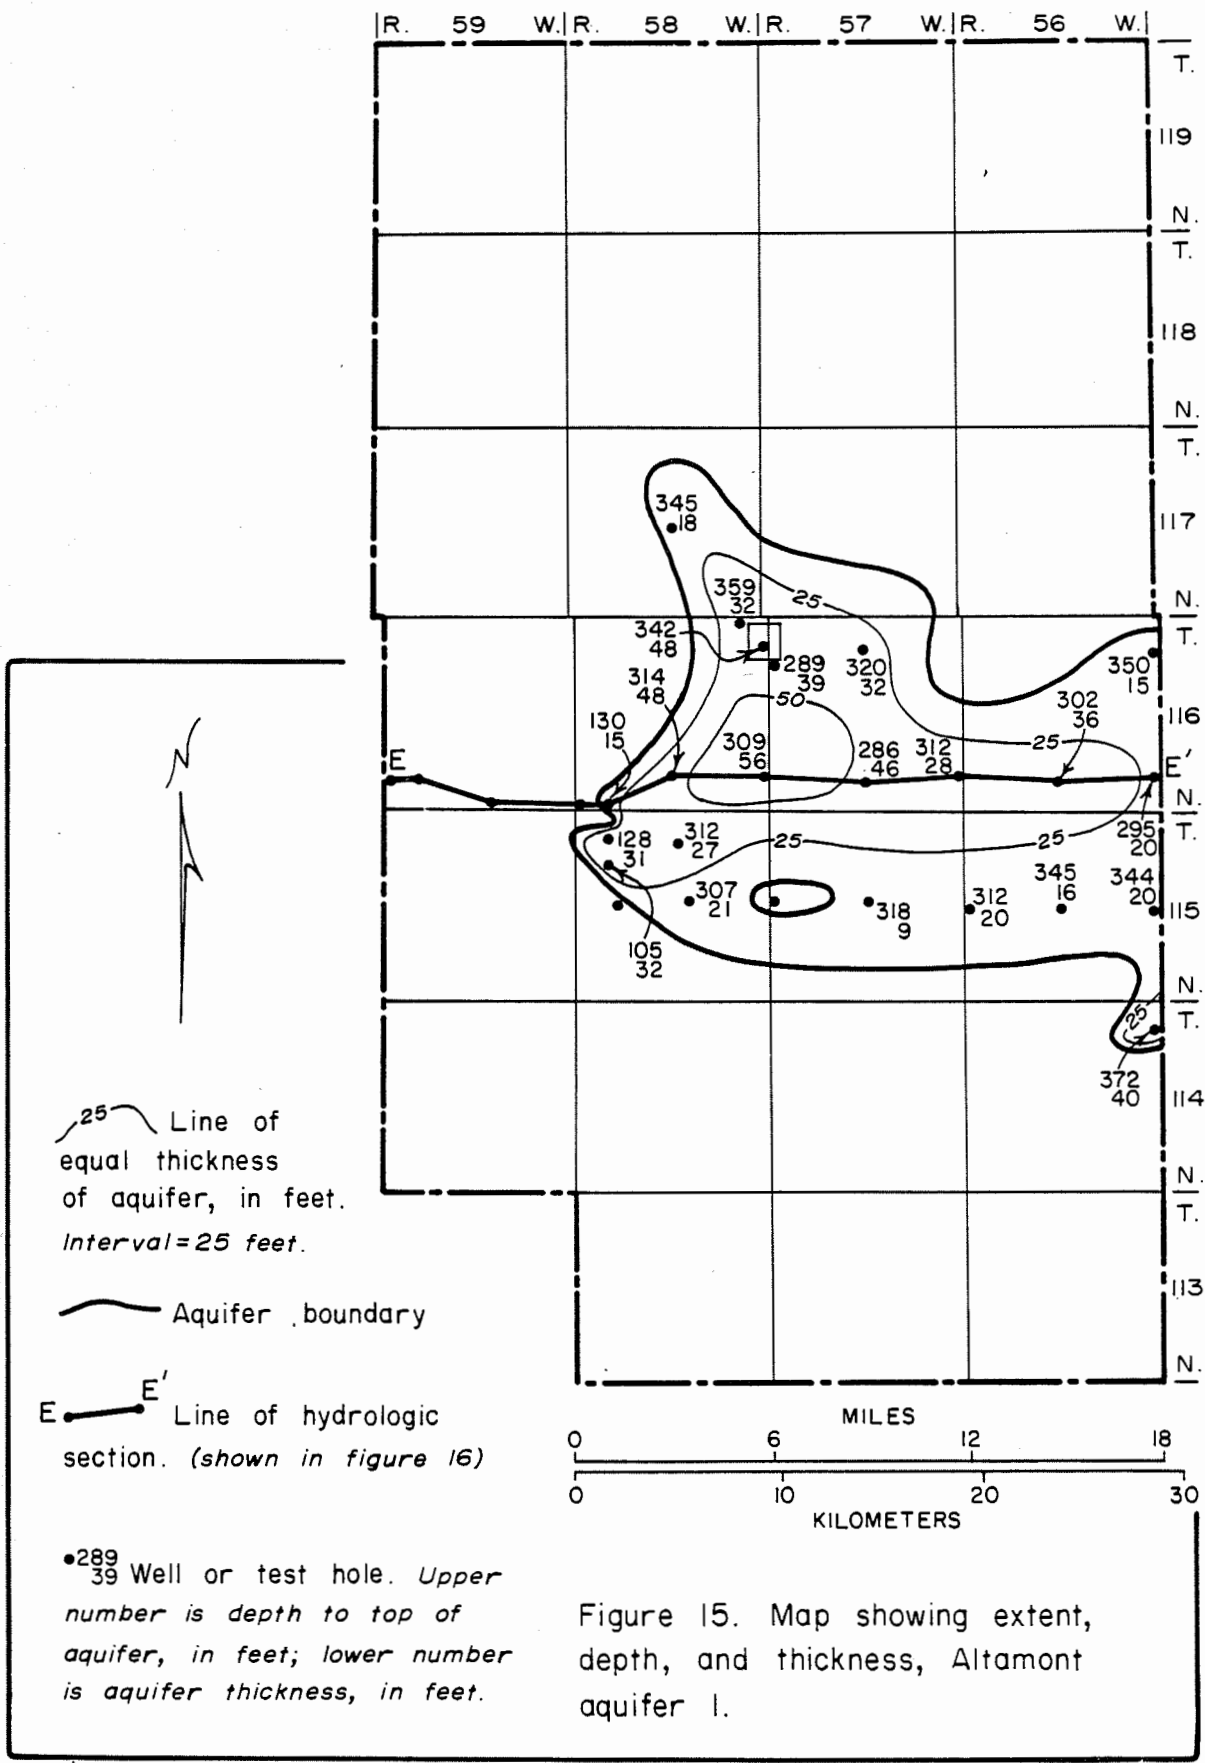 R. 59 W. R. 58 W. R. 57 W. R. 56 W.
T.
119
N.
T.
118
N.
T.
117
N.
T.
116
N.
T.
115
N.
T.
114
N.
T.
113
N.
345
18
359
32
25
342
48
289
39
320
32
350
15
314
48
50
302
36
130
15
309
56
286
46
312
28
25
E
E'
128
31
312
27
25
25
295
20
307
21
318
9
312
20
345
16
344
20
105
32
25
372
40
25 Line of
equal thickness
of aquifer, in feet.
Interval=25 feet.
Aquifer boundary
E E' Line of hydrologic
section. (shown in figure 16)
289
39 Well or test hole. Upper
number is depth to top of
aquifer, in feet; lower number
is aquifer thickness, in feet.
MILES
0 6 12 18
0 10 20 30
KILOMETERS
Figure 15. Map showing extent,
depth, and thickness, Altamont
aquifer 1.